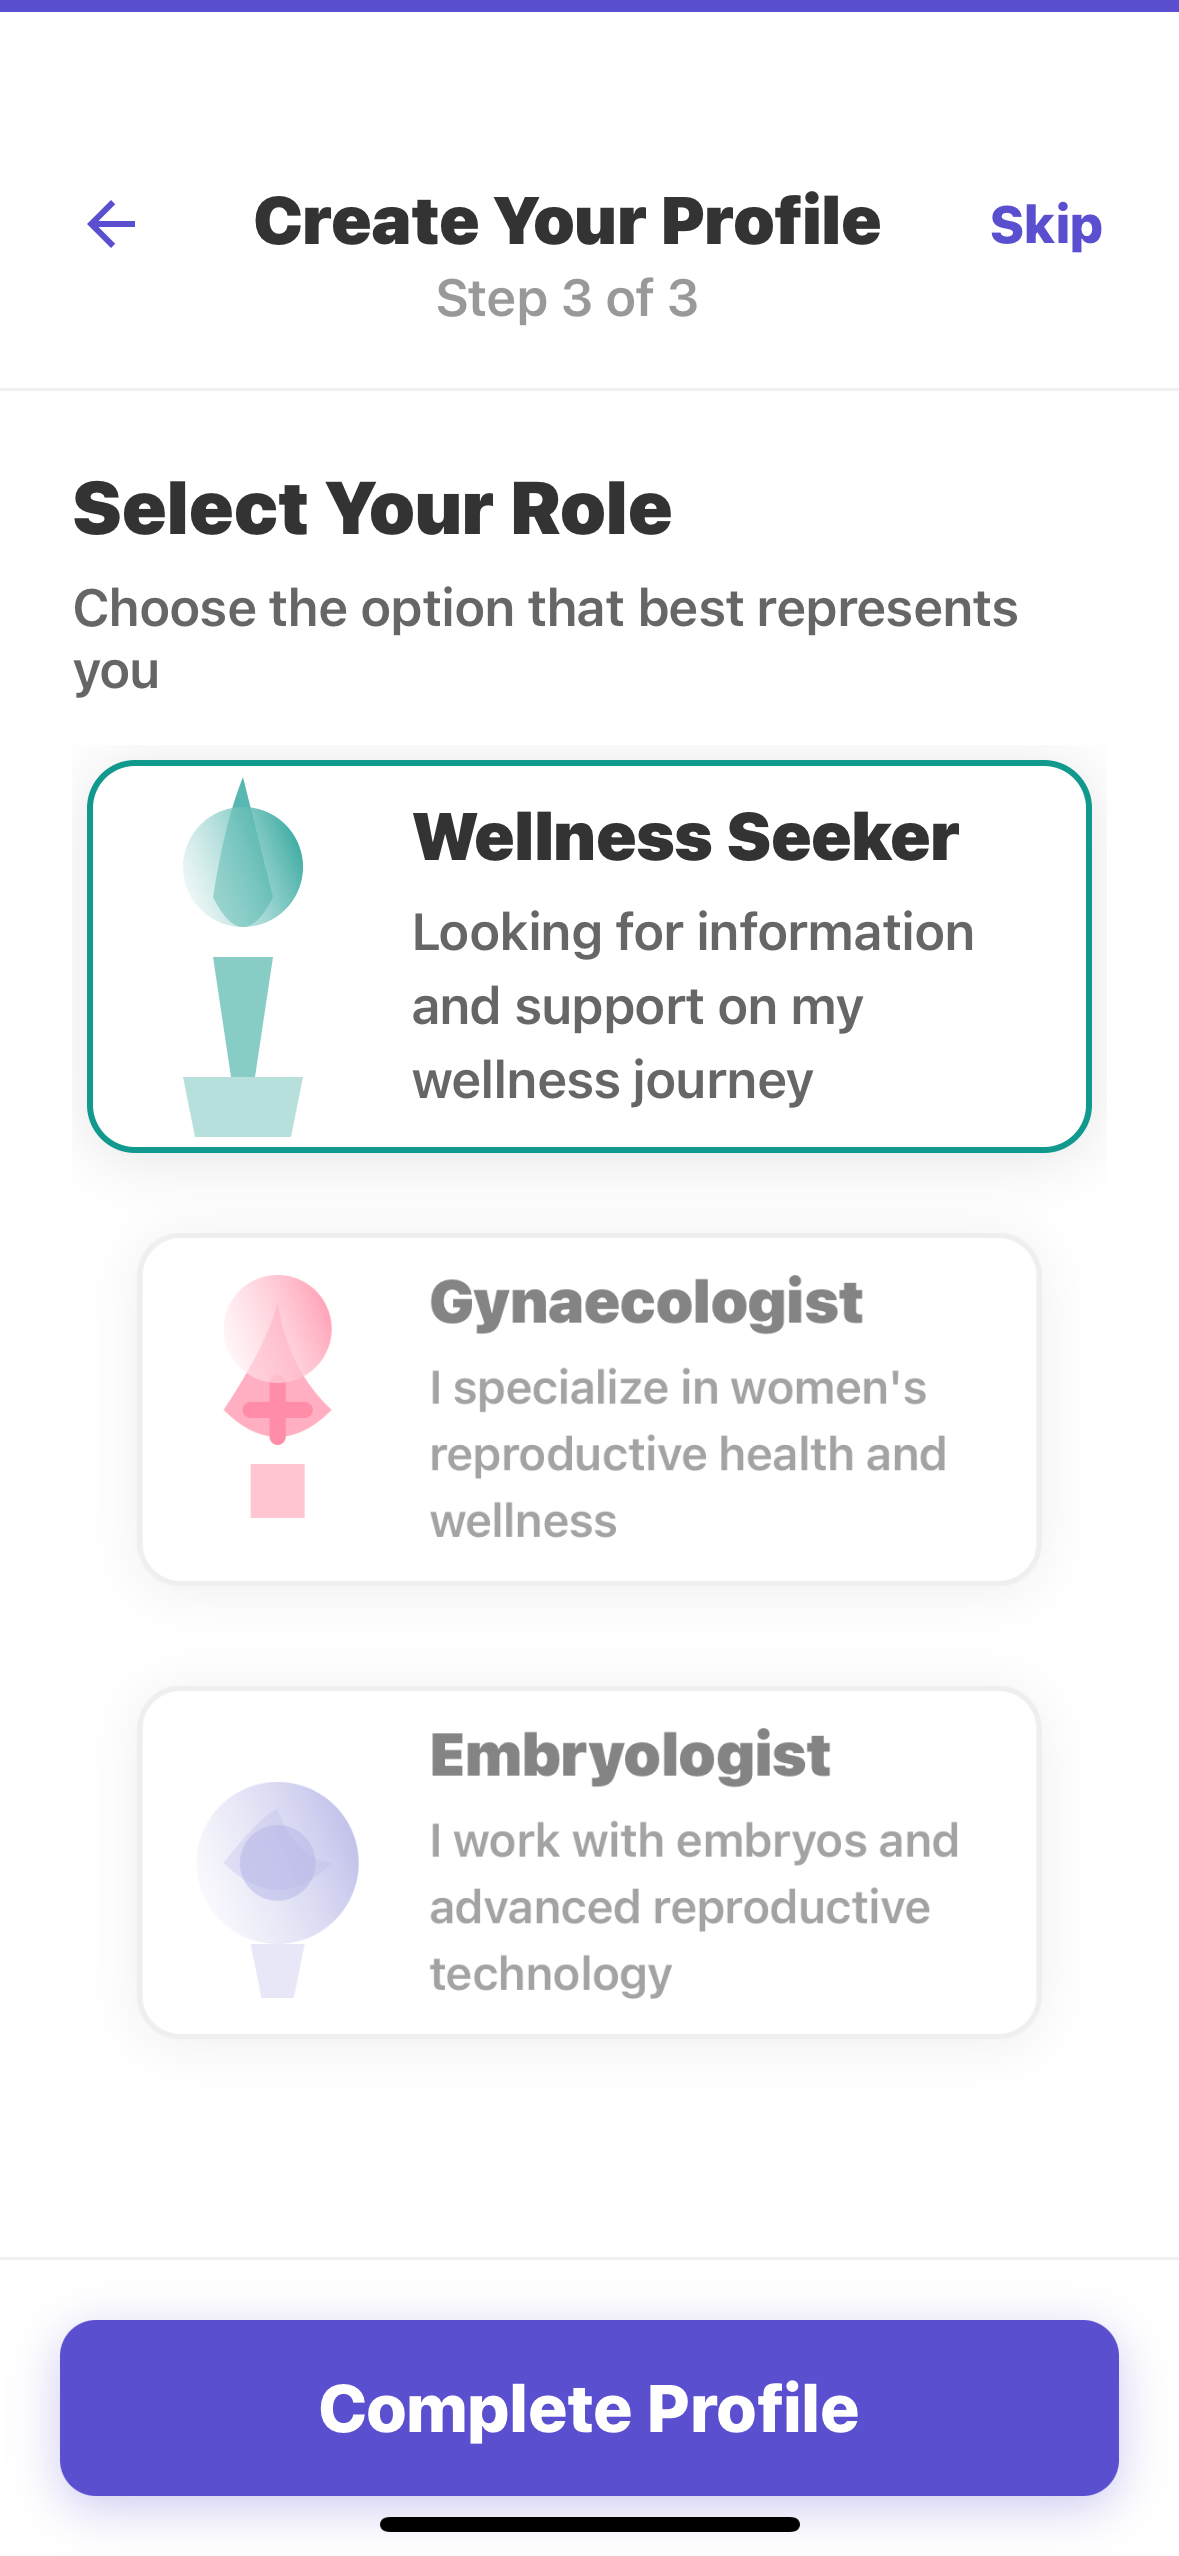 Create Your Profile
Skip
Step 3 of 3
Select Your Role
Choose the option that best represents
you
Wellness Seeker
Looking for information
and support on my
wellness journey
Gynaecologist
I specialize in women's
reproductive health and
wellness
Embryologist
I work with embryos and
advanced reproductive
technology
Complete Profile